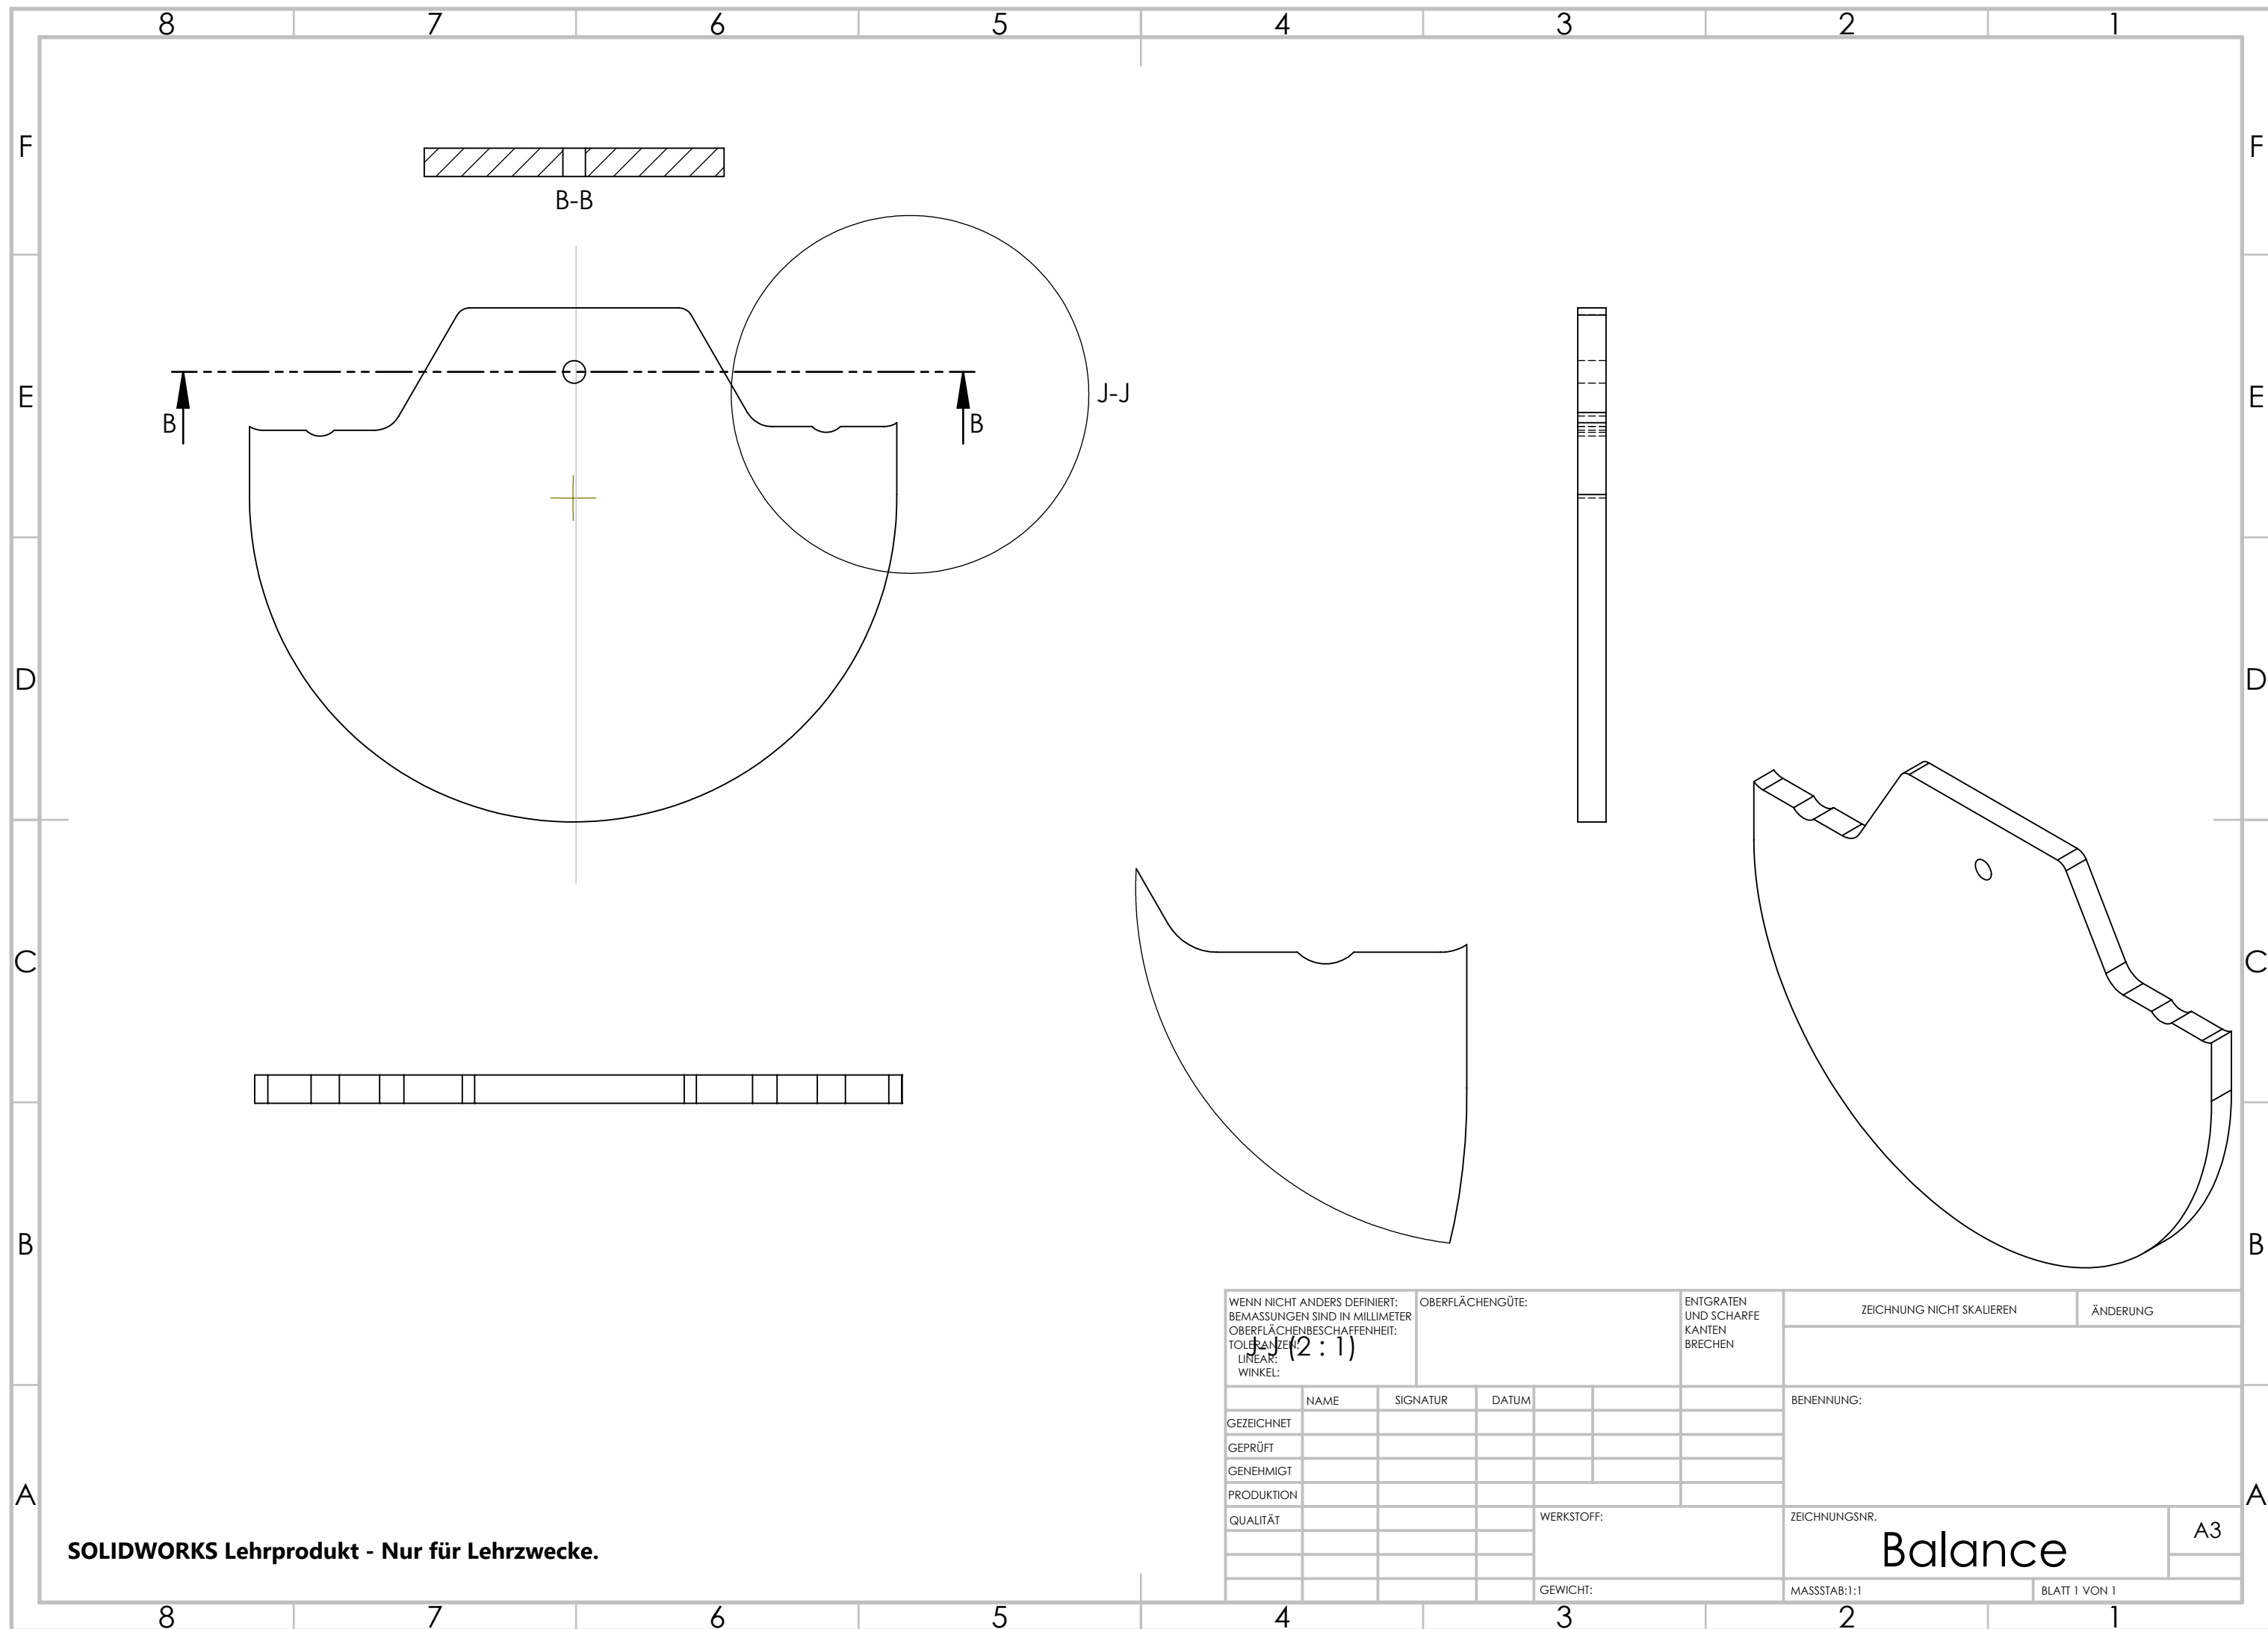 8 7 6 5 4 3 2 1
F F
B-B
E E
J-J
B B
D D
C C
B B
WENN NICHT ANDERS DEFINIERT:
BEMASSUNGEN SIND IN MILLIMETER
OBERFLÄCHENBESCHAFFENHEIT:
TOLERANZEN:
LINEAR:
WINKEL:
J-J (2 : 1)
OBERFLÄCHENGÜTE:
ENTGRATEN
UND SCHARFE
KANTEN
BRECHEN
ZEICHNUNG NICHT SKALIEREN
ÄNDERUNG
NAME SIGNATUR DATUM
BENENNUNG:
GEZEICHNET
GEPRÜFT
GENEHMIGT
PRODUKTION
QUALITÄT
A A
WERKSTOFF:
ZEICHNUNGSNR.
Balance
A3
GEWICHT:
MASSSTAB:1:1
BLATT 1 VON 1
SOLIDWORKS Lehrprodukt - Nur für Lehrzwecke.
8 7 6 5 4 3 2 1